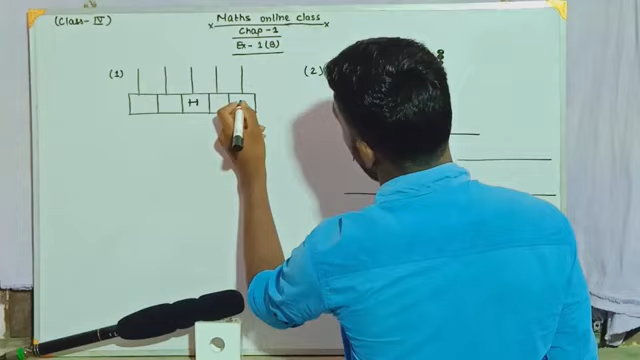 (Class- IV)
x Maths online class x
Chap-1
Ex-1(B)
(1)
(2)
H